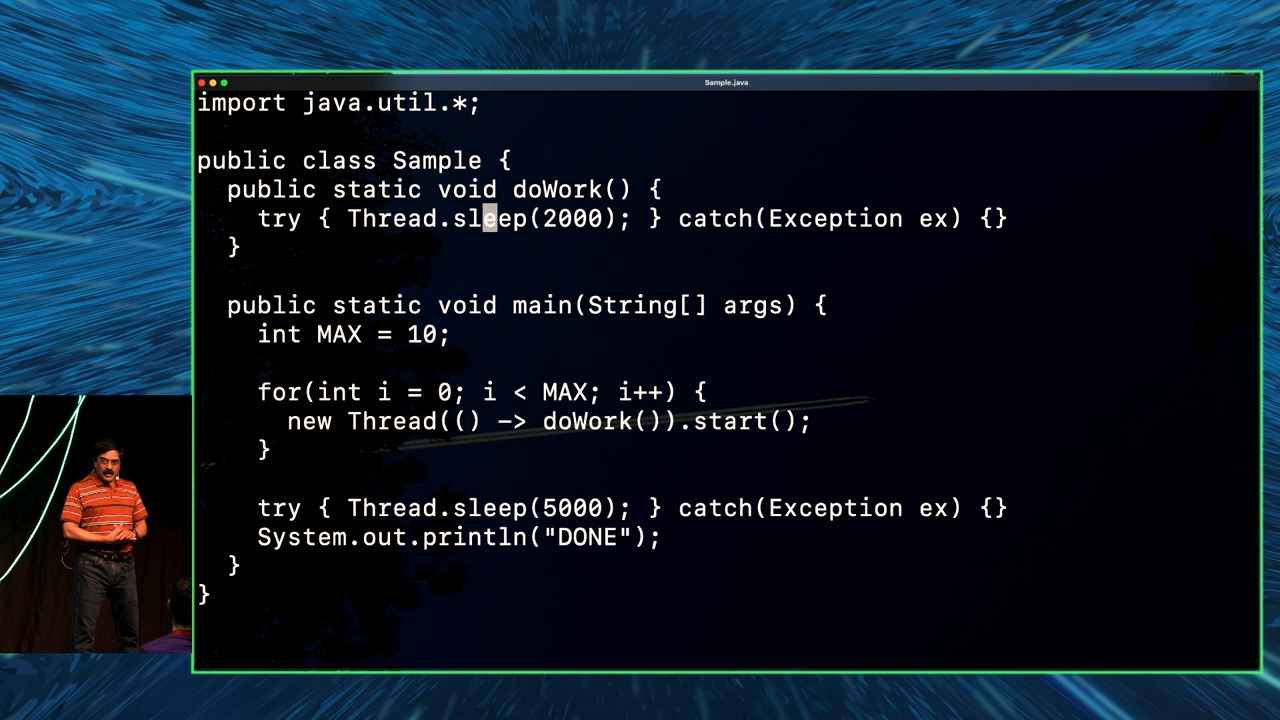 Sample.java
import java.util.*;
public class Sample {
  public static void doWork() {
    try { Thread.sleep(2000); } catch(Exception ex) {}
  }
  public static void main(String[] args) {
    int MAX = 10;
    for(int i = 0; i < MAX; i++) {
      new Thread(() -> doWork()).start();
    }
    try { Thread.sleep(5000); } catch(Exception ex) {}
    System.out.println("DONE");
  }
}